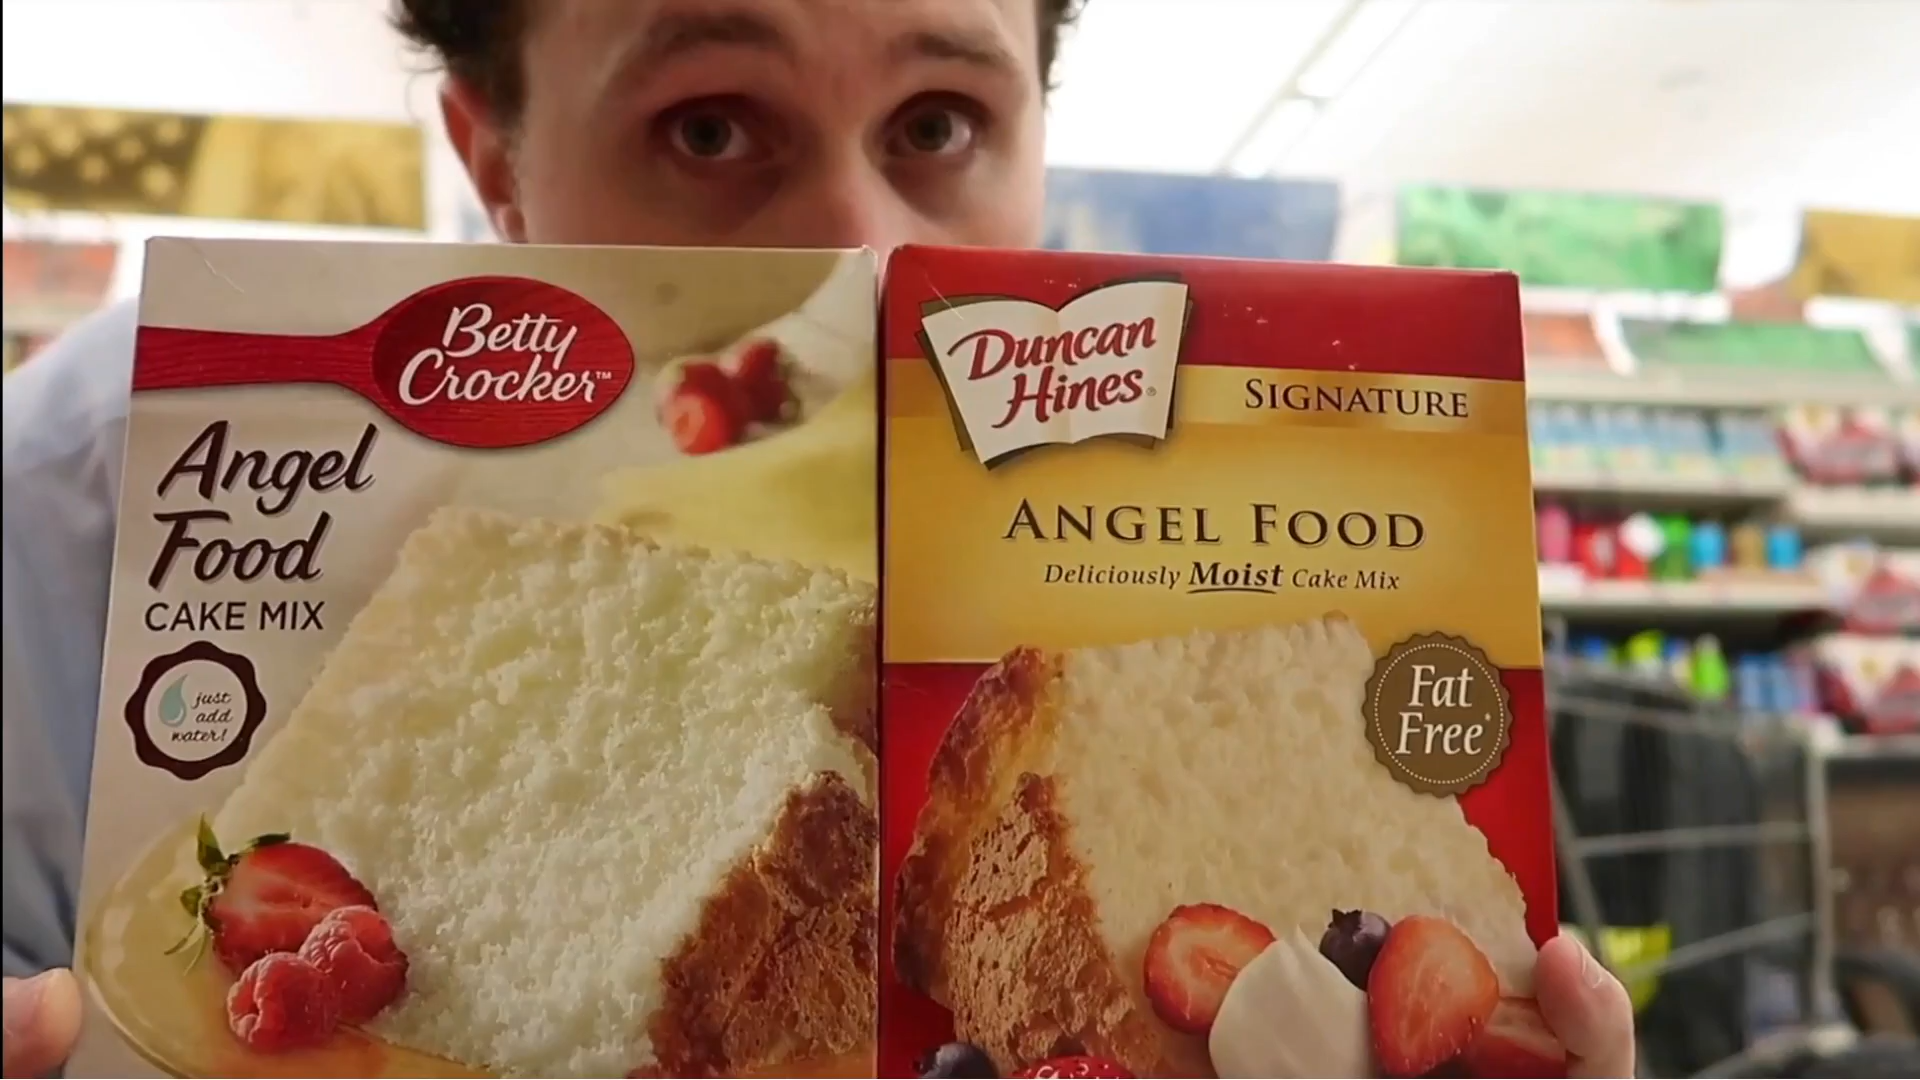 Betty
Crocker™
Angel
Food
CAKE MIX
just
add
water!
Duncan
Hines®
SIGNATURE
ANGEL FOOD
Deliciously Moist Cake Mix
Fat
Free*